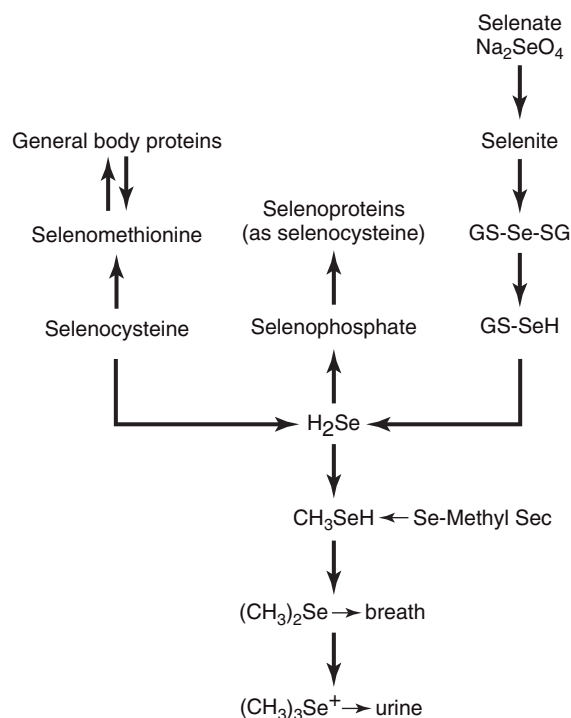 Selenate
Na₂SeO₄
General body proteins
Selenite
Selenoproteins
(as selenocysteine)
Selenomethionine
GS-Se-SG
Selenocysteine
Selenophosphate
GS-SeH
H₂Se
CH₃SeH
Se-Methyl Sec
(CH₃)₂Se
breath
(CH₃)₃Se⁺
urine